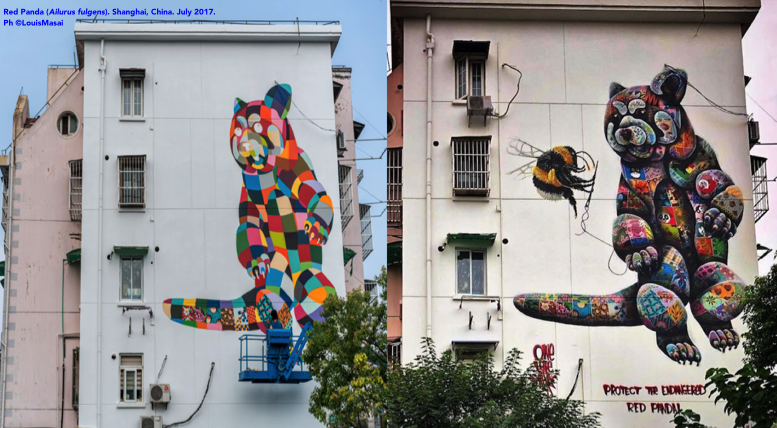 Red Panda (Ailurus fulgens). Shanghai, China. July 2017.
Ph ©LouisMasai
PROTECT THE ENDANGERED
RED PANDA!